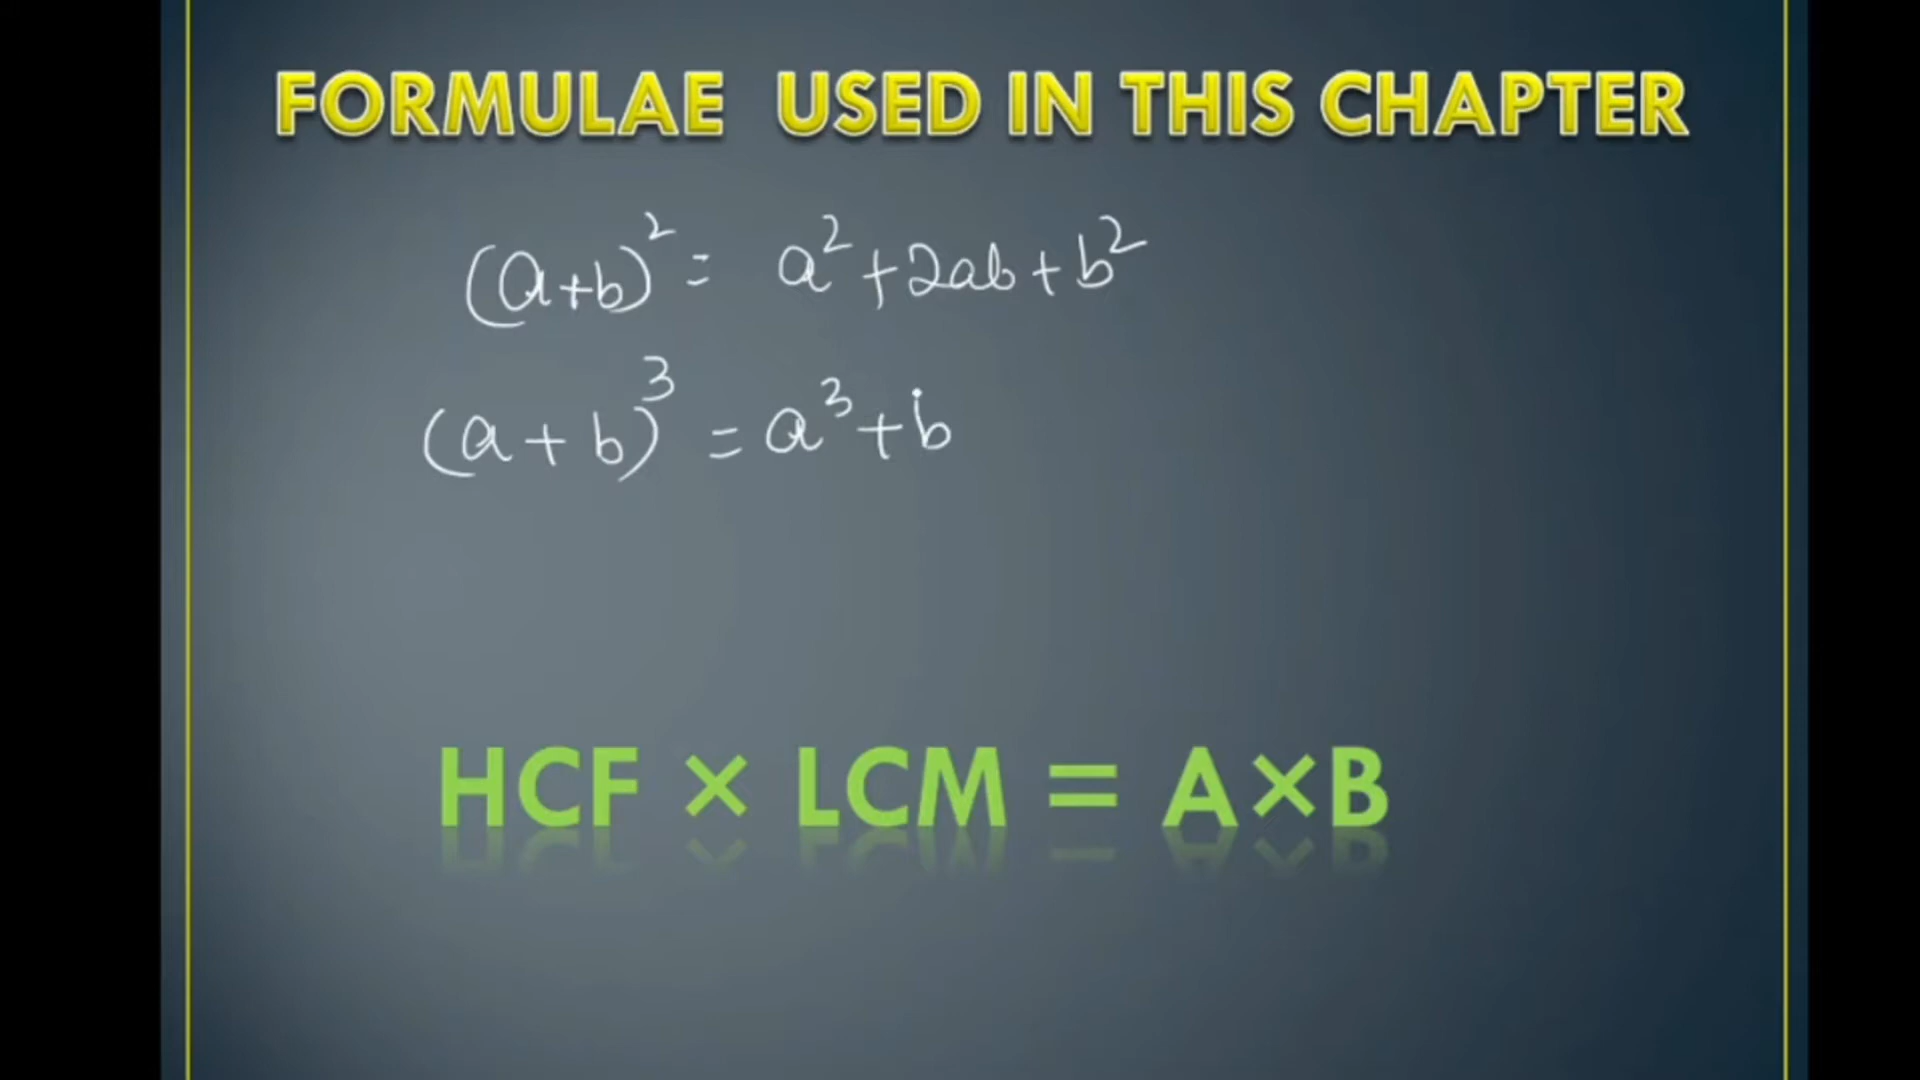 FORMULAE USED IN THIS CHAPTER
(a+b)² = a²+2ab+b²
(a+b)³ = a³+b
HCF × LCM = A×B